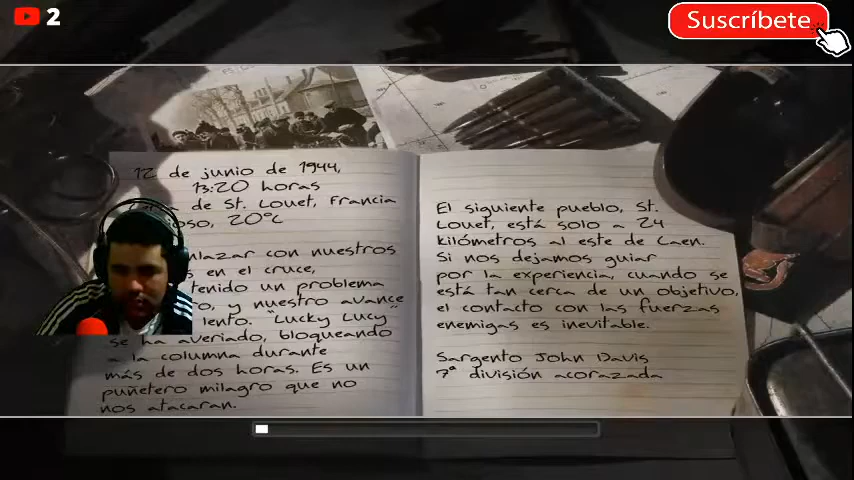 2
Suscríbete
12 de junio de 1944,
13:20 horas
de St. Louet, Francia
20ºC
con nuestros
en el cruce,
tenido un problema
y nuestro avance
lento. "Lucky Lucy"
se ha averiado, bloqueando
a la columna durante
más de dos horas. Es un
puñetero milagro que no
nos atacaran.
El siguiente pueblo, St.
Louet, está solo a 24
kilómetros al este de Caen.
Si nos dejamos guiar
por la experiencia, cuando se
está tan cerca de un objetivo,
el contacto con las fuerzas
enemigas es inevitable.
Sargento John Davis
7ª división acorazada